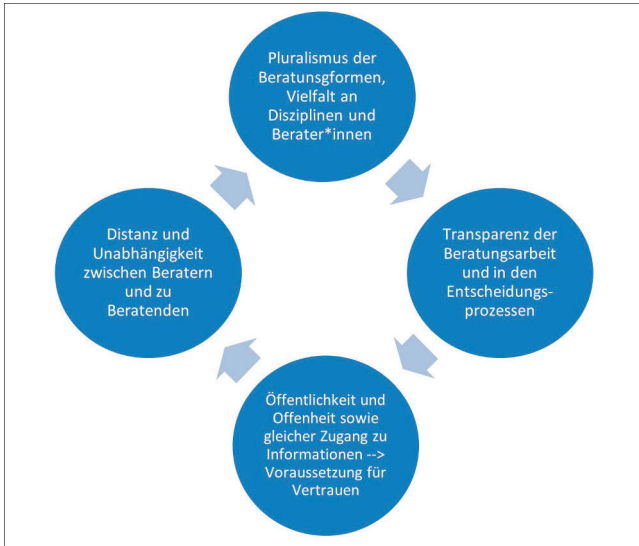 Pluralismus der
Beratunsgformen,
Vielfalt an
Disziplinen und
Berater*innen
Transparenz der
Beratungsarbeit
und in den
Entscheidungs-
prozessen
Öffentlichkeit und
Offenheit sowie
gleicher Zugang zu
Informationen -->
Voraussetzung für
Vertrauen
Distanz und
Unabhängigkeit
zwischen Beratern
und zu
Beratenden